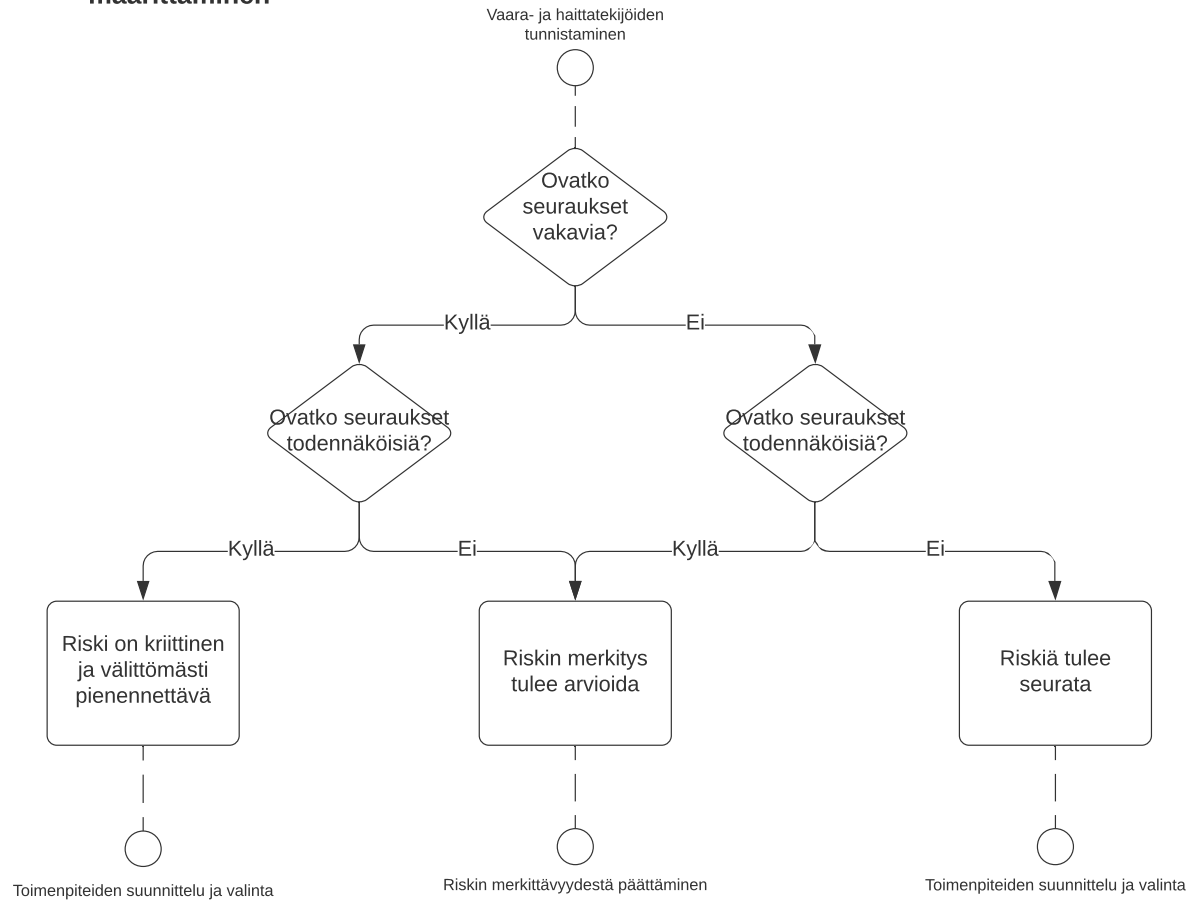 Vaara- ja haittatekijöiden
tunnistaminen
Ovatko
seuraukset
vakavia?
Kyllä
Ei
Ovatko seuraukset
todennäköisiä?
Ovatko seuraukset
todennäköisiä?
Kyllä
Ei
Kyllä
Ei
Riski on kriittinen
ja välittömästi
pienennettävä
Riskin merkitys
tulee arvioida
Riskiä tulee
seurata
Toimenpiteiden suunnittelu ja valinta
Riskin merkittävyydestä päättäminen
Toimenpiteiden suunnittelu ja valinta